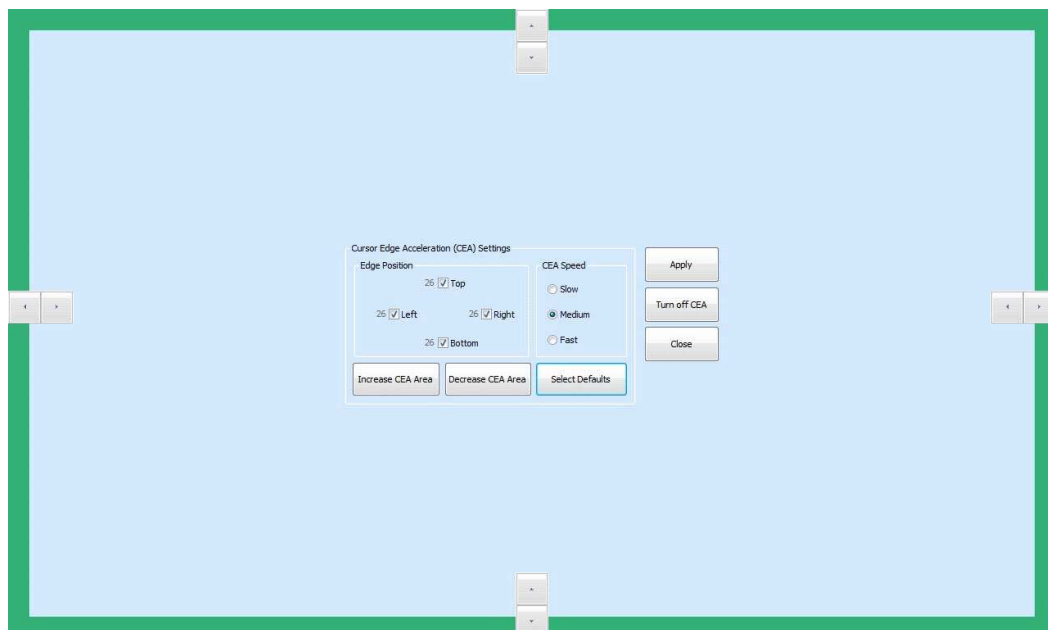 Cursor Edge Acceleration (CEA) Settings
Edge Position
26 Top
26 Left
26 Right
26 Bottom
CEA Speed
Slow
Medium
Fast
Increase CEA Area
Decrease CEA Area
Select Defaults
Apply
Turn off CEA
Close